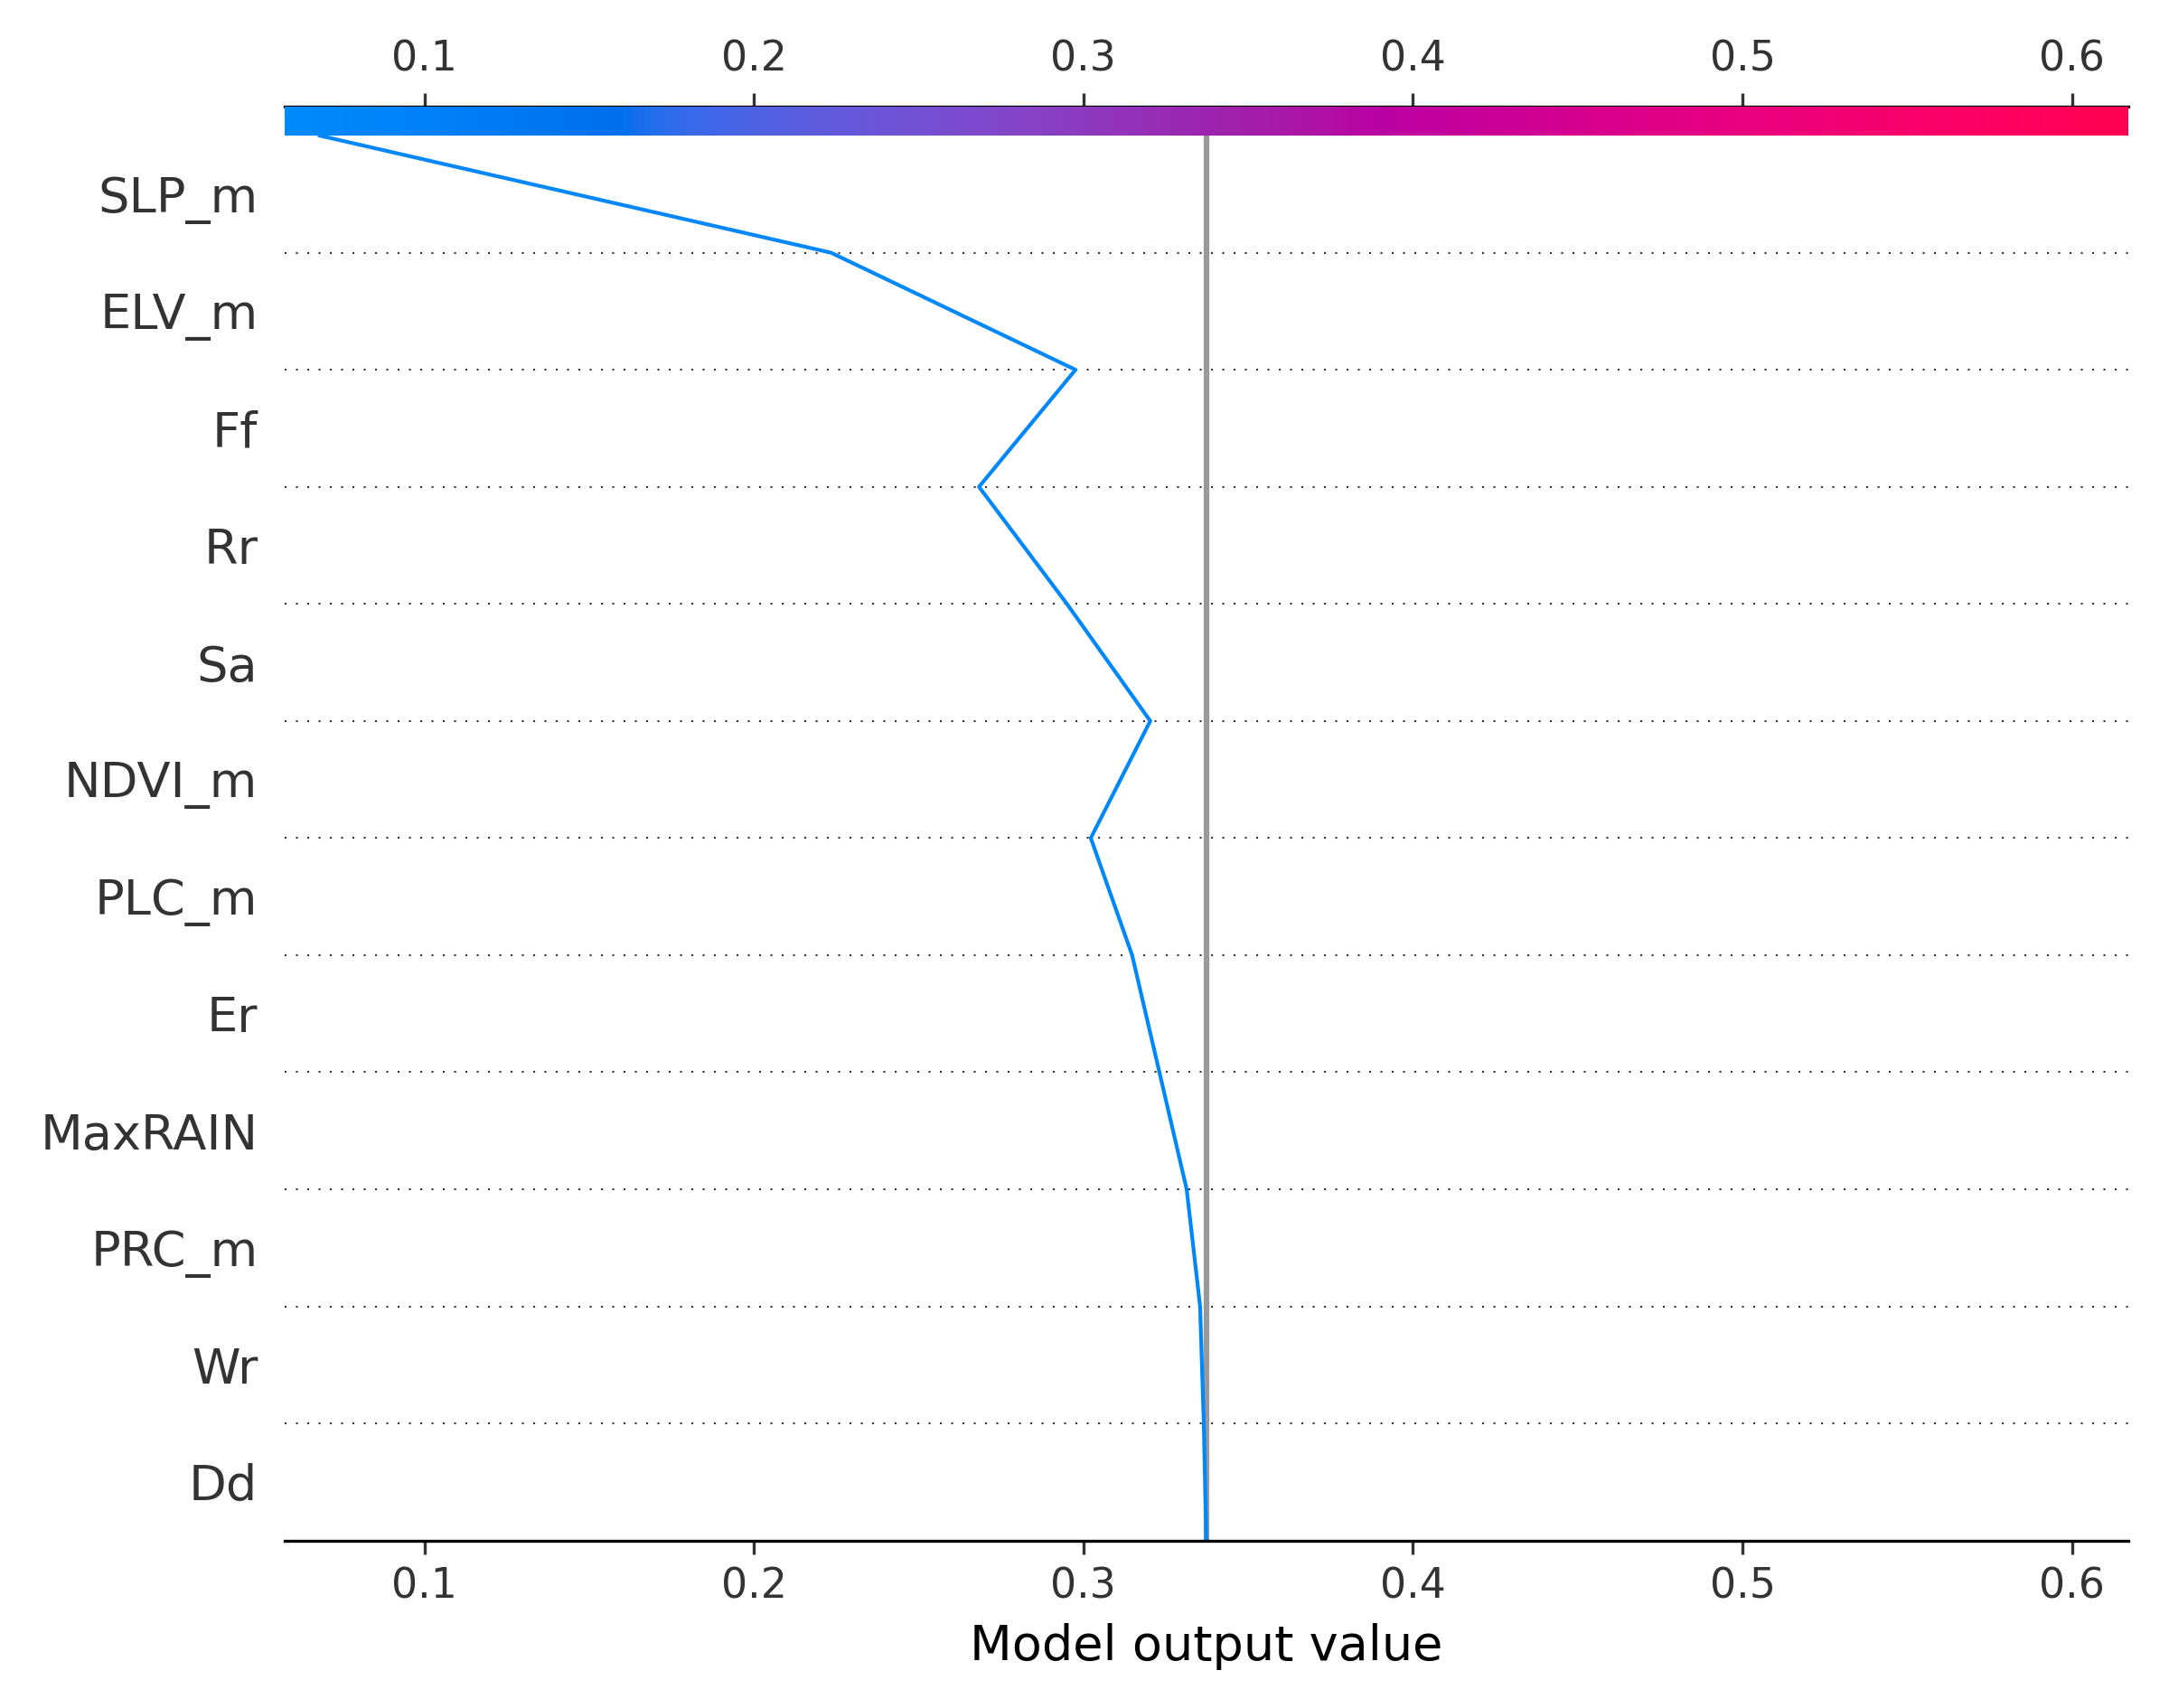 0.1 0.2 0.3 0.4 0.5 0.6
SLP_m
ELV_m
Ff
Rr
Sa
NDVI_m
PLC_m
Er
MaxRAIN
PRC_m
Wr
Dd
0.1 0.2 0.3 0.4 0.5 0.6
Model output value